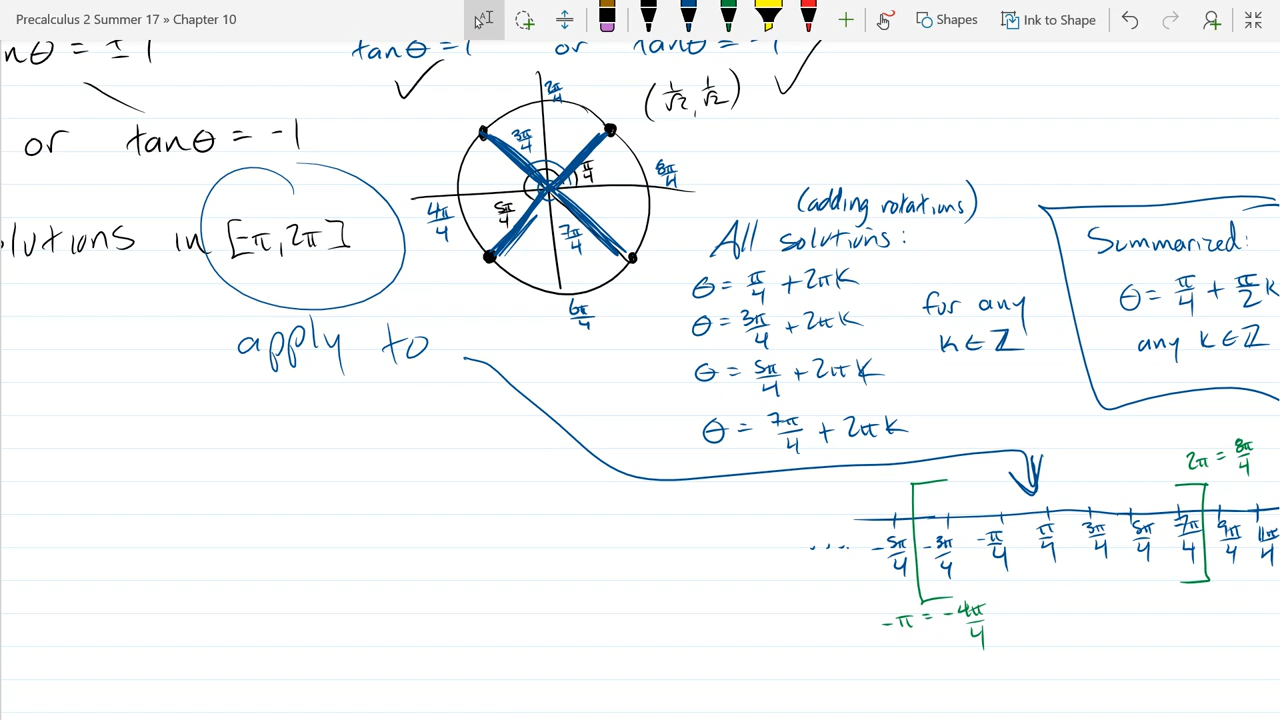 Precalculus 2 Summer 17 » Chapter 10
Shapes
Ink to Shape
nθ = ± 1
tanθ = 1 or tanθ = -1
(1/√2, 1/√2)
or tanθ = -1
2π/4
3π/4
π/4
8π/4
4π/4
5π/4
7π/4
6π/4
lutions in [-π, 2π]
apply to
(adding rotations)
All solutions:
θ = π/4 + 2πK
θ = 3π/4 + 2πK
θ = 5π/4 + 2πK
θ = 7π/4 + 2πK
for any
K ∈ ℤ
Summarized:
θ = π/4 + π/2 K
any K ∈ ℤ
2π = 8π/4
... -5π/4 -3π/4 -π/4 π/4 3π/4 5π/4 7π/4 9π/4 11π/4
-π = -4π/4